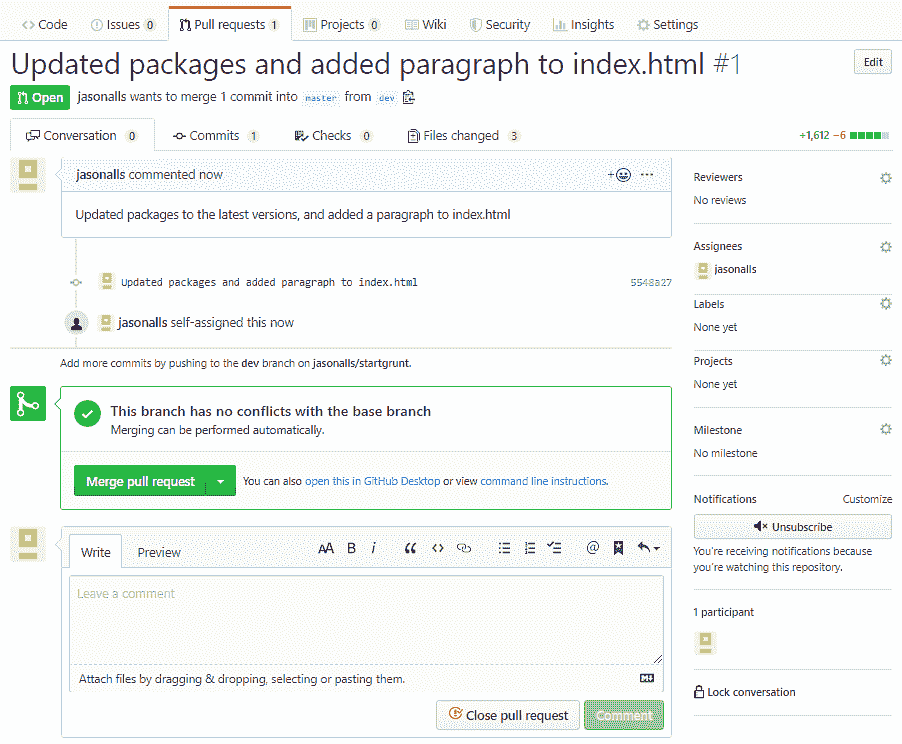 Code Issues 0 Pull requests 1 Projects 0 Wiki Security Insights Settings
Updated packages and added paragraph to index.html #1 Edit
Open jasonalls wants to merge 1 commit into master from dev
Conversation 0 Commits 1 Checks 0 Files changed 3 +1,612 −6
jasonalls commented now
Updated packages to the latest versions, and added a paragraph to index.html
Updated packages and added paragraph to index.html 5548a27
jasonalls self-assigned this now
Add more commits by pushing to the dev branch on jasonalls/startgrunt.
This branch has no conflicts with the base branch
Merging can be performed automatically.
Merge pull request You can also open this in GitHub Desktop or view command line instructions.
Write Preview AA B i
Leave a comment
Attach files by dragging & dropping, selecting or pasting them.
Close pull request Comment
Reviewers
No reviews
Assignees
jasonalls
Labels
None yet
Projects
None yet
Milestone
No milestone
Notifications Customize
Unsubscribe
You're receiving notifications because
you're watching this repository.
1 participant
Lock conversation